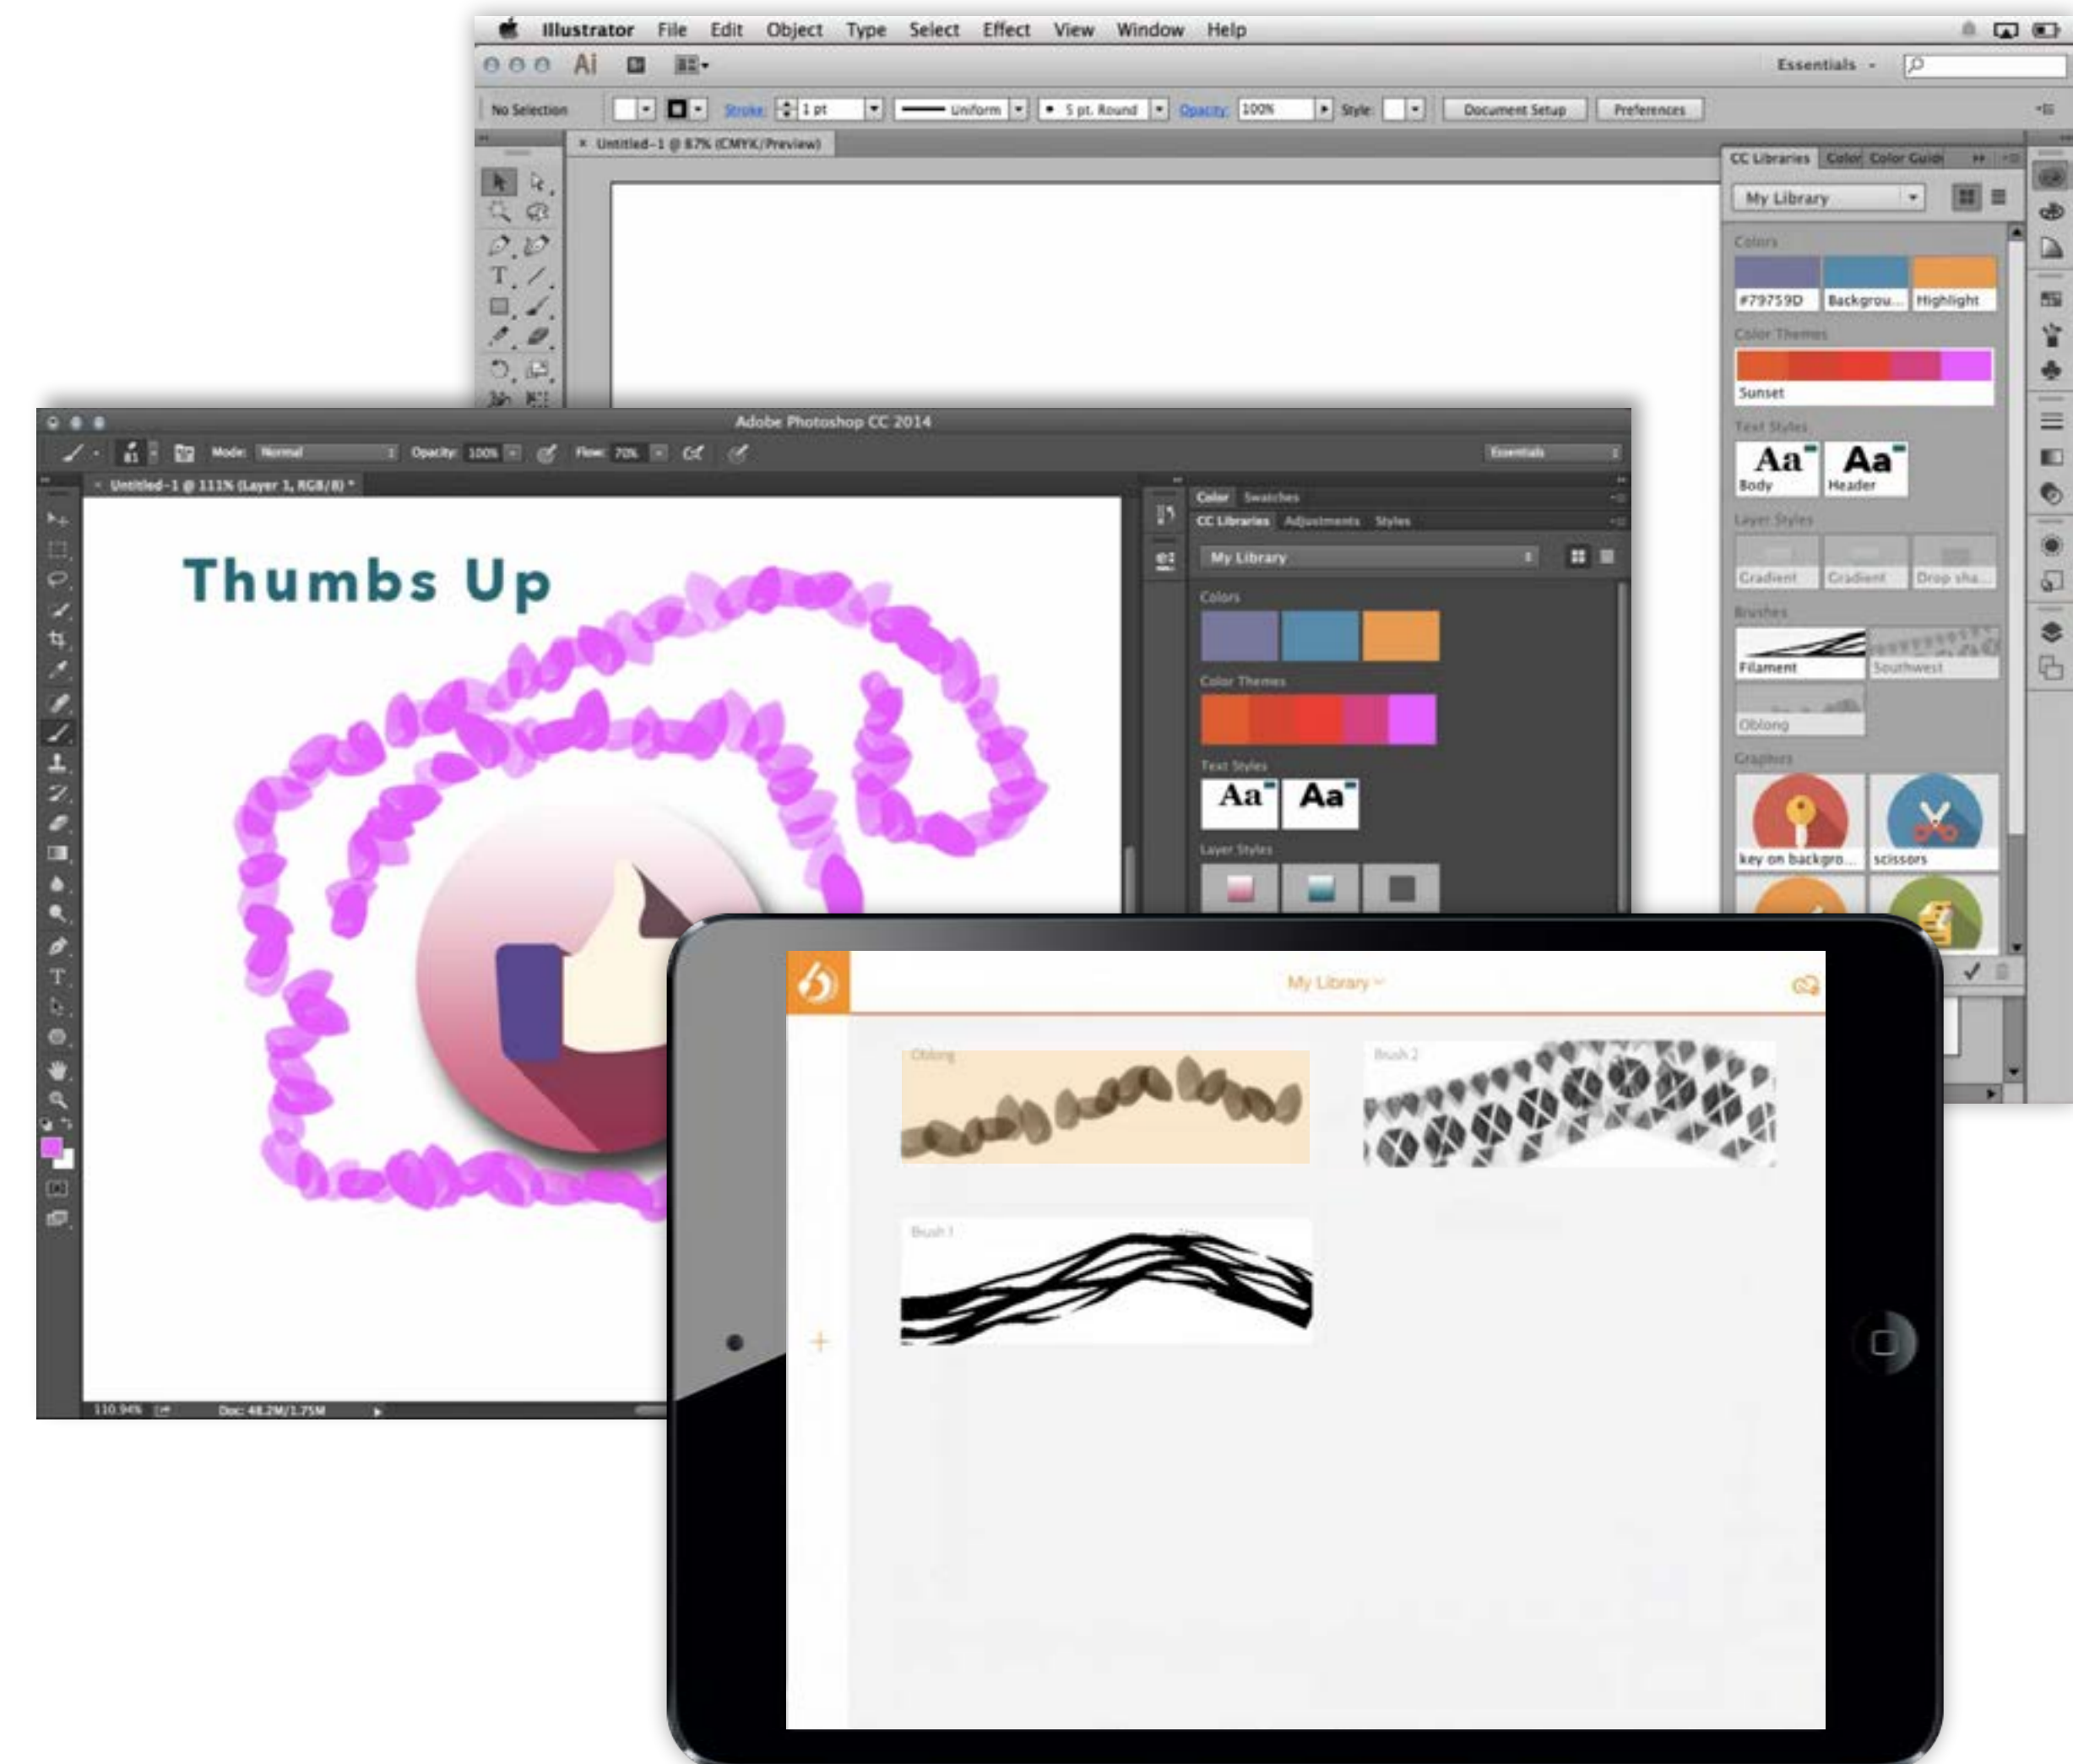 Illustrator File Edit Object Type Select Effect View Window Help
Ai Br Essentials
No Selection Stroke: 1 pt Uniform 5 pt. Round Opacity: 100% Style: Document Setup Preferences
× Untitled-1 @ 87% (CMYK/Preview)
CC Libraries Color Color Guid
My Library
Colors
#79759D Backgrou... Highlight
Color Themes
Sunset
Text Styles
Aa Aa
Body Header
Layer Styles
Gradient Gradient Drop sha...
Brushes
Filament Southwest
Oblong
Graphics
key on backgro... scissors
Adobe Photoshop CC 2014
81 Mode: Normal Opacity: 100% Flow: 70% Essentials
× Untitled-1 @ 111% (Layer 1, RGB/8) *
Thumbs Up
Color Swatches
CC Libraries Adjustments Styles
My Library
Colors
Color Themes
Text Styles
Aa Aa
Layer Styles
110.94% Doc: 48.2M/1.75M
My Library
Oblong Brush 2
Brush 1